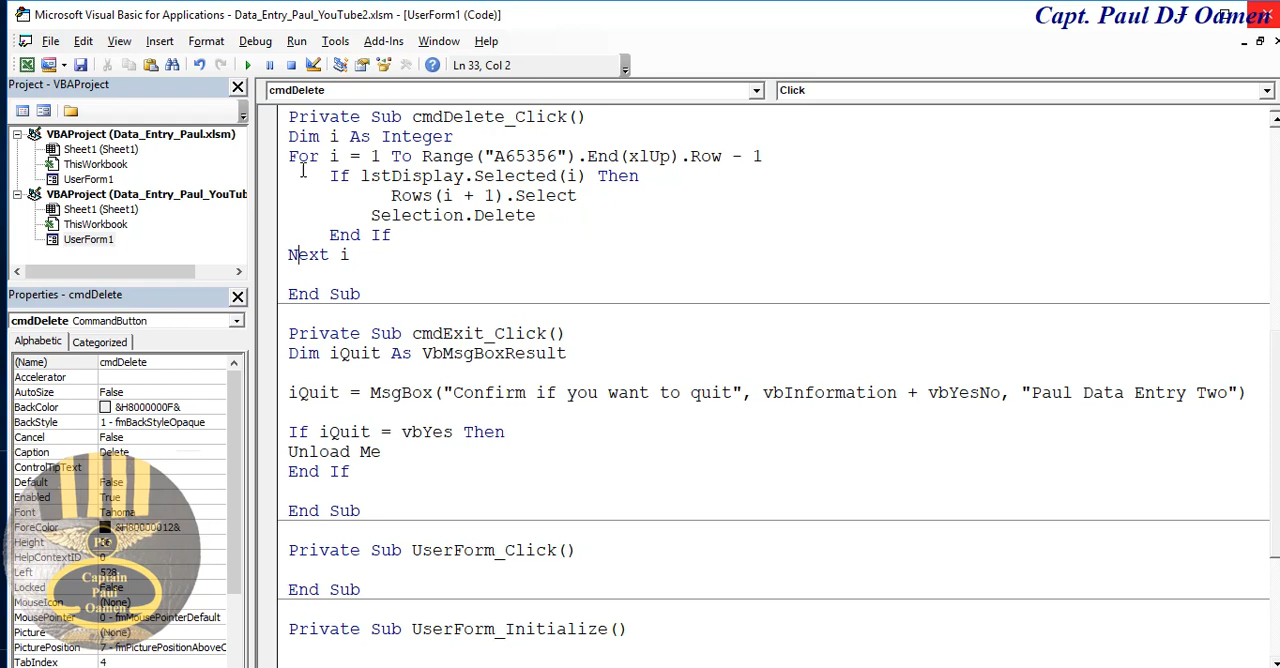 Microsoft Visual Basic for Applications - Data_Entry_Paul_YouTube2.xlsm - [UserForm1 (Code)]
Capt. Paul DJ Oamen
File Edit View Insert Format Debug Run Tools Add-Ins Window Help
Ln 33, Col 2
Project - VBAProject
cmdDelete
Click
VBAProject (Data_Entry_Paul.xlsm)
Sheet1 (Sheet1)
ThisWorkbook
UserForm1
VBAProject (Data_Entry_Paul_YouTub
Sheet1 (Sheet1)
ThisWorkbook
UserForm1
Properties - cmdDelete
cmdDelete CommandButton
Alphabetic Categorized
(Name) cmdDelete
Accelerator
AutoSize False
BackColor &H8000000F&
BackStyle 1 - fmBackStyleOpaque
Cancel False
Caption Delete
ControlTipText
Default False
Enabled True
Font Tahoma
ForeColor &H80000012&
Height
HelpContextID 0
Left 528
Locked False
MouseIcon (None)
MousePointer 0 - fmMousePointerDefault
Picture (None)
PicturePosition 7 - fmPicturePositionAboveC
TabIndex 4
Captain
Paul
Oamen
Private Sub cmdDelete_Click()
Dim i As Integer
For i = 1 To Range("A65356").End(xlUp).Row - 1
If lstDisplay.Selected(i) Then
Rows(i + 1).Select
Selection.Delete
End If
Next i
End Sub
Private Sub cmdExit_Click()
Dim iQuit As VbMsgBoxResult
iQuit = MsgBox("Confirm if you want to quit", vbInformation + vbYesNo, "Paul Data Entry Two")
If iQuit = vbYes Then
Unload Me
End If
End Sub
Private Sub UserForm_Click()
End Sub
Private Sub UserForm_Initialize()